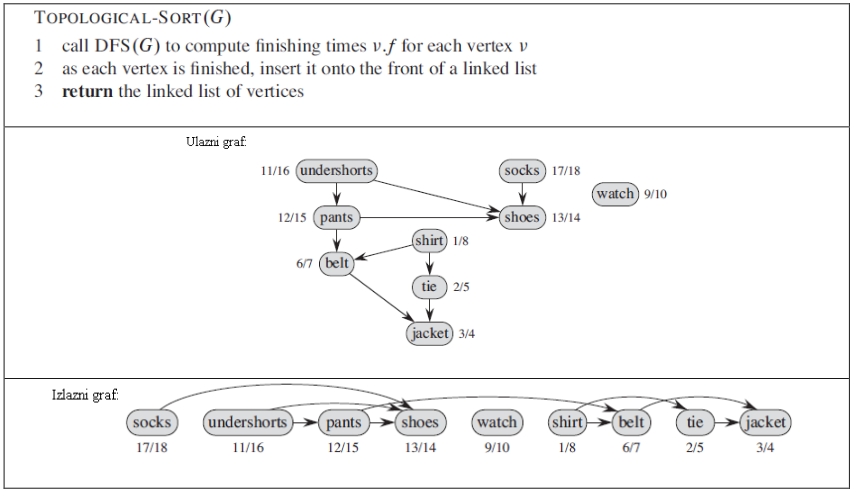 TOPOLOGICAL-SORT(G)
1 call DFS(G) to compute finishing times v.f for each vertex v
2 as each vertex is finished, insert it onto the front of a linked list
3 return the linked list of vertices
Ulazni graf:
11/16 undershorts socks 17/18
watch 9/10
12/15 pants shoes 13/14
shirt 1/8
6/7 belt
tie 2/5
jacket 3/4
Izlazni graf:
socks undershorts pants shoes watch shirt belt tie jacket
17/18 11/16 12/15 13/14 9/10 1/8 6/7 2/5 3/4